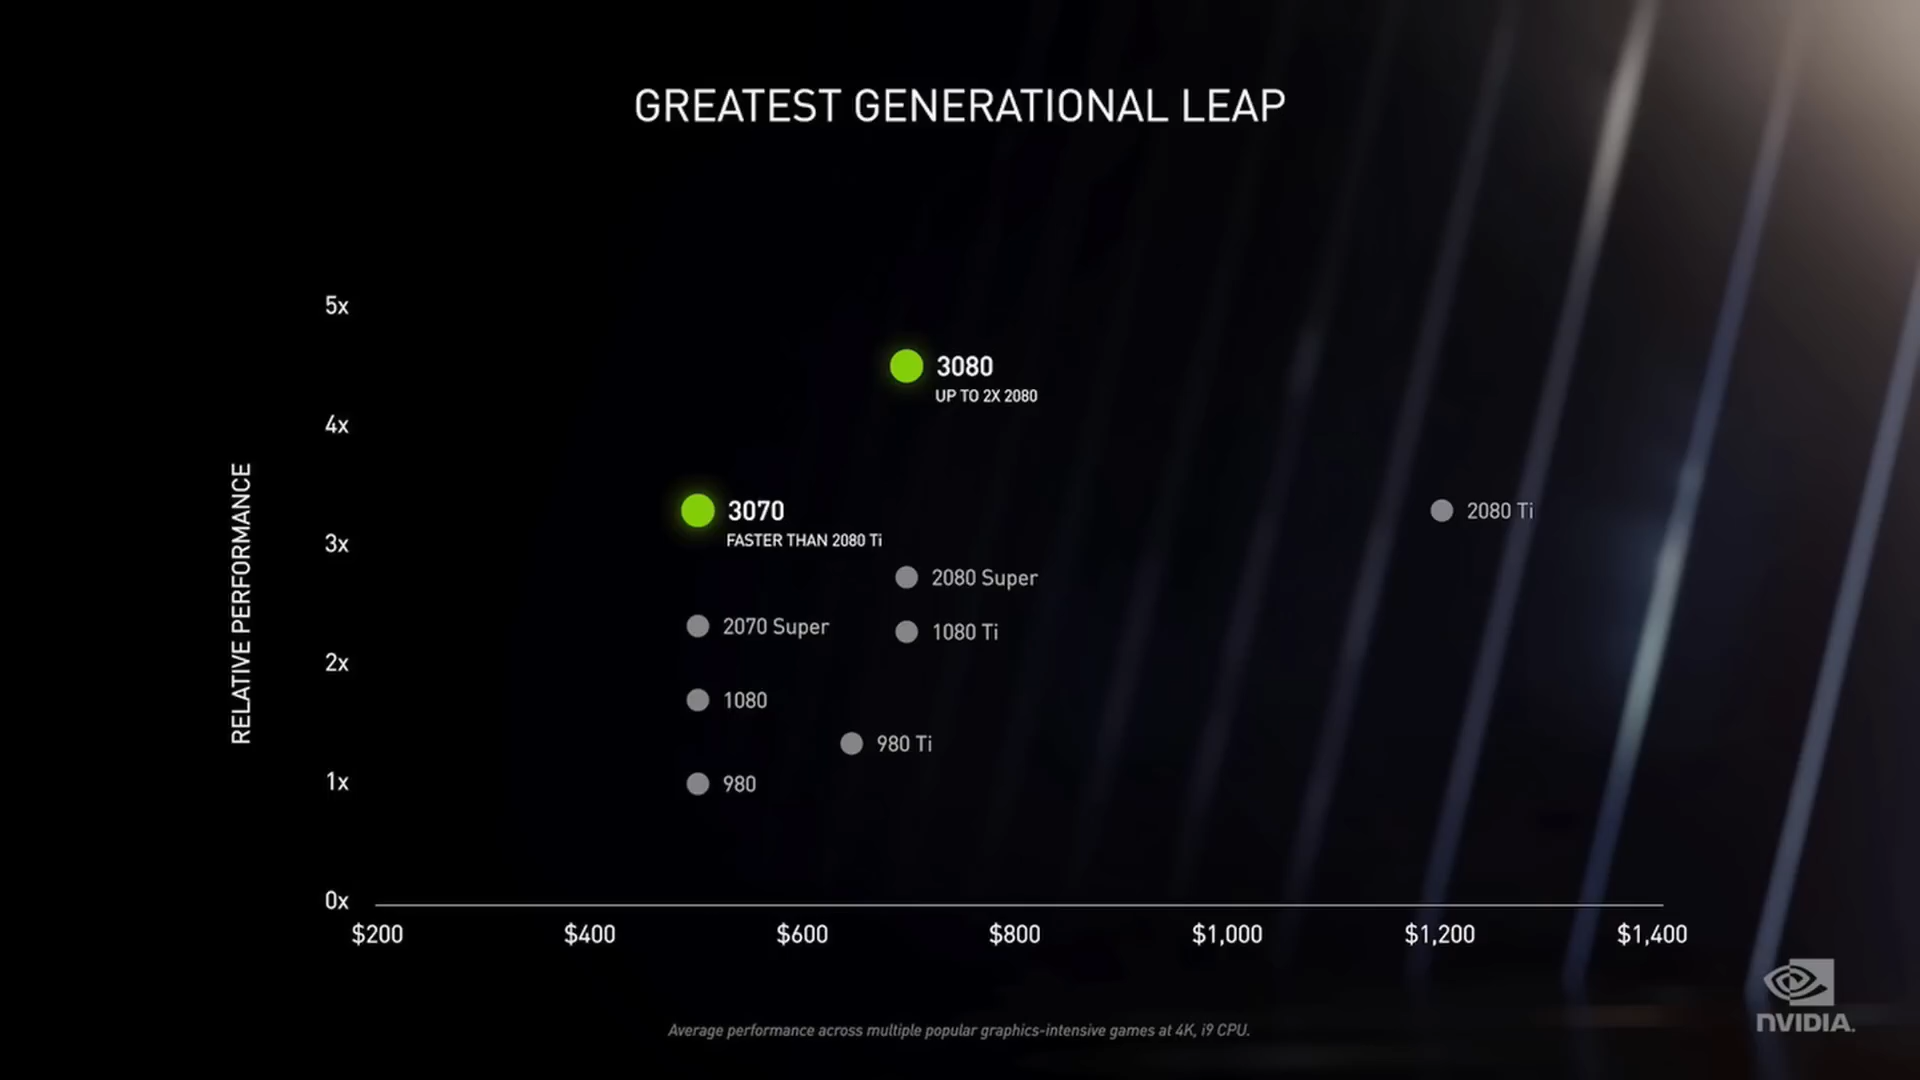 GREATEST GENERATIONAL LEAP
RELATIVE PERFORMANCE
5x
4x
3x
2x
1x
0x
3080
UP TO 2X 2080
3070
FASTER THAN 2080 Ti
2080 Ti
2080 Super
2070 Super
1080 Ti
1080
980 Ti
980
$200
$400
$600
$800
$1,000
$1,200
$1,400
Average performance across multiple popular graphics-intensive games at 4K, i9 CPU.
NVIDIA.